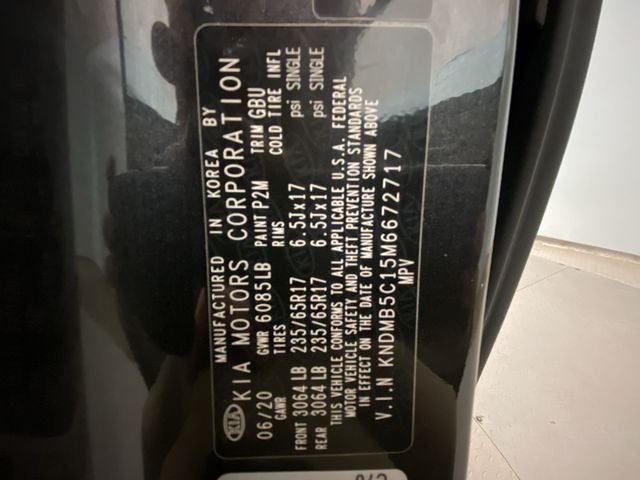 MANUFACTURED IN KOREA BY
KIA KIA MOTORS CORPORATION
06/20 GVWR 6085LB PAINT P2M TRIM GBU
GAWR TIRES RIMS COLD TIRE INFL
FRONT 3064 LB 235/65R17 6.5Jx17 psi SINGLE
REAR 3064 LB 235/65R17 6.5Jx17 psi SINGLE
THIS VEHICLE CONFORMS TO ALL APPLICABLE U.S.A. FEDERAL
MOTOR VEHICLE SAFETY AND THEFT PREVENTION STANDARDS
IN EFFECT ON THE DATE OF MANUFACTURE SHOWN ABOVE
V.I.N KNDMB5C15M6672717
MPV